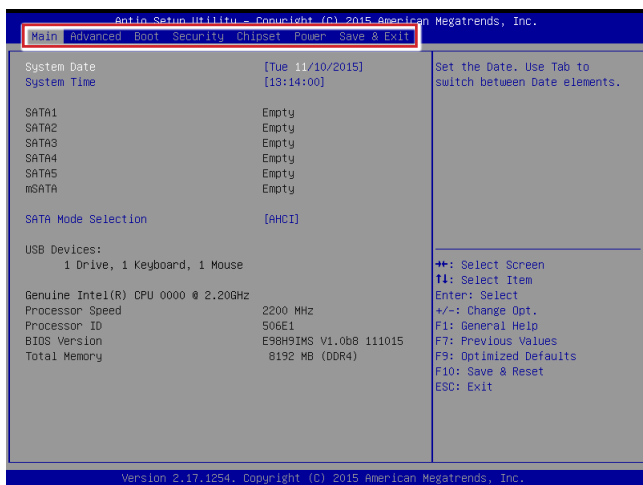 Aptio Setup Utility – Copyright (C) 2015 American Megatrends, Inc.
Main Advanced Boot Security Chipset Power Save & Exit
System Date [Tue 11/10/2015] Set the Date. Use Tab to
System Time [13:14:00] switch between Date elements.
SATA1 Empty
SATA2 Empty
SATA3 Empty
SATA4 Empty
SATA5 Empty
mSATA Empty
SATA Mode Selection [AHCI]
USB Devices:
1 Drive, 1 Keyboard, 1 Mouse
→←: Select Screen
↑↓: Select Item
Genuine Intel(R) CPU 0000 @ 2.20GHz Enter: Select
Processor Speed 2200 MHz +/-: Change Opt.
Processor ID 506E1 F1: General Help
BIOS Version E98H9IMS V1.0b8 111015 F7: Previous Values
Total Memory 8192 MB (DDR4) F9: Optimized Defaults
F10: Save & Reset
ESC: Exit
Version 2.17.1254. Copyright (C) 2015 American Megatrends, Inc.